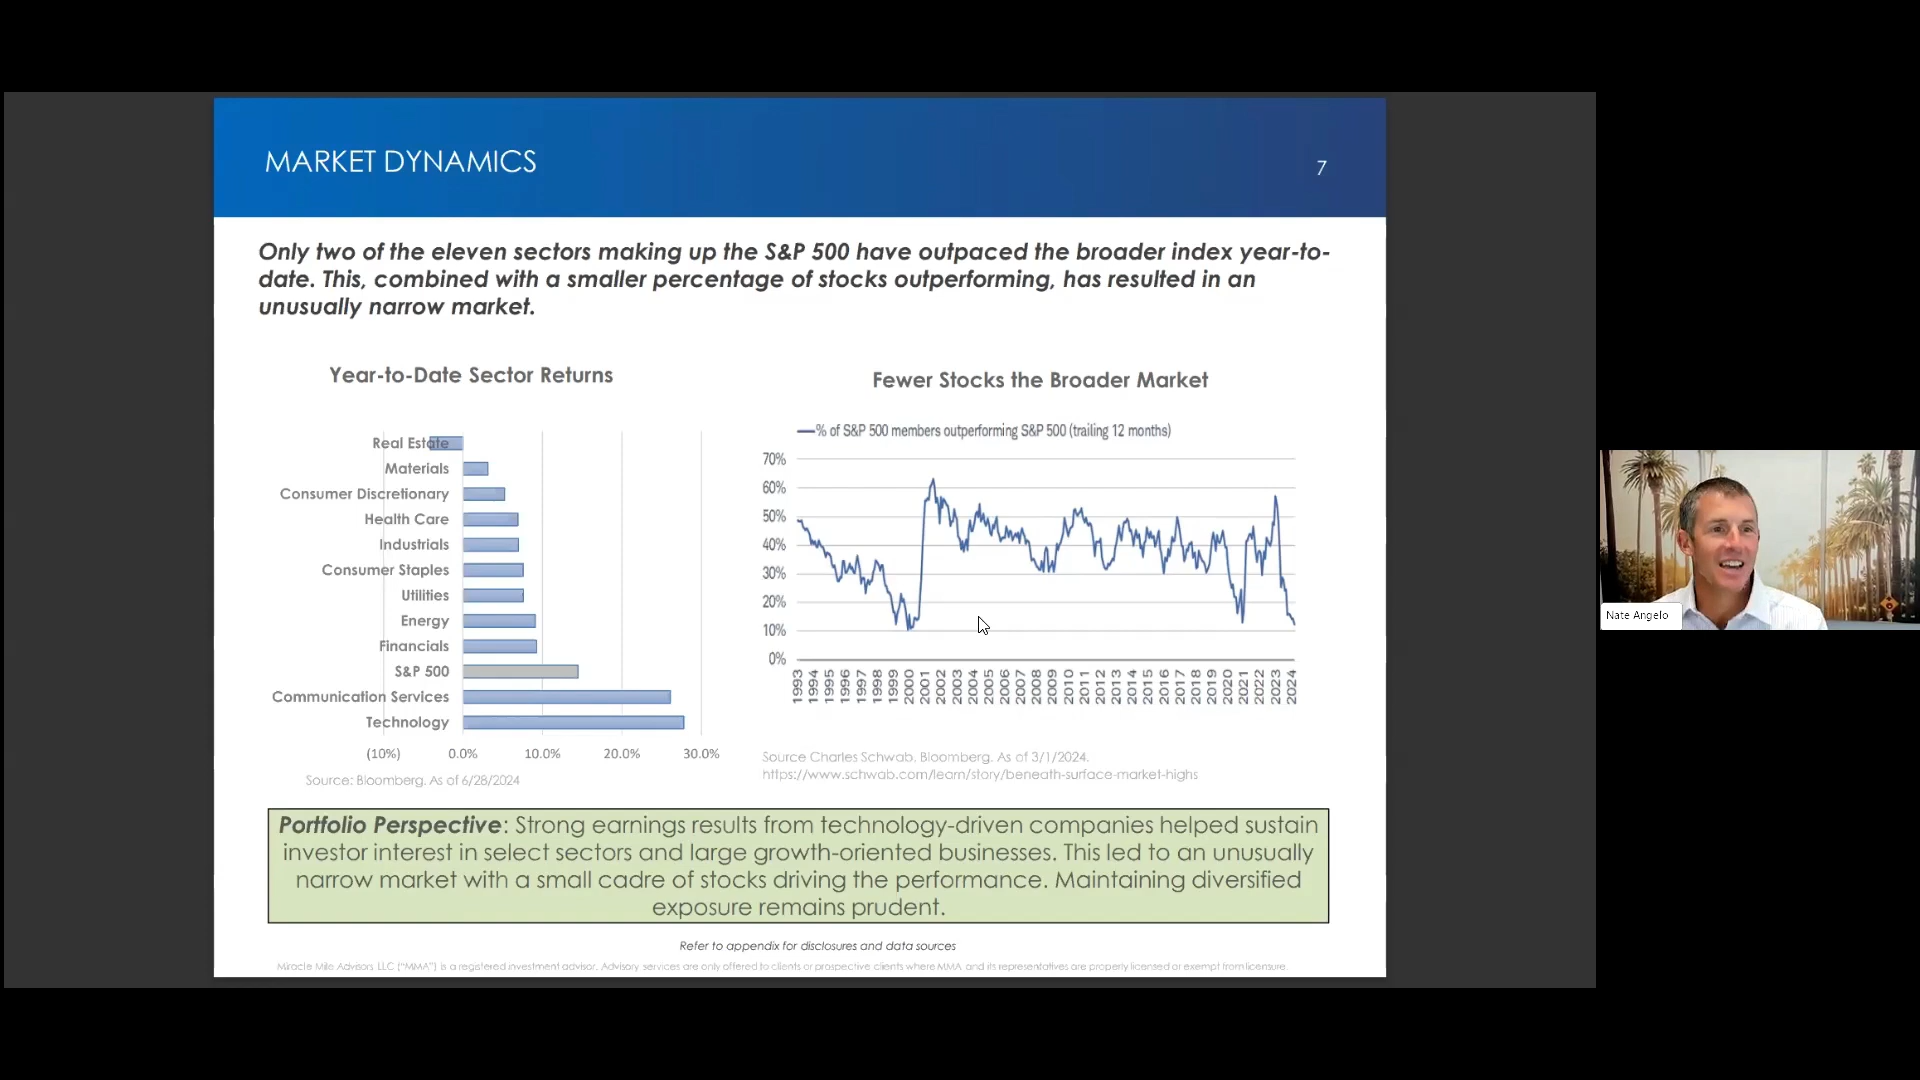 MARKET DYNAMICS
7
Only two of the eleven sectors making up the S&P 500 have outpaced the broader index year-to-
date. This, combined with a smaller percentage of stocks outperforming, has resulted in an
unusually narrow market.
Year-to-Date Sector Returns
Real Estate
Materials
Consumer Discretionary
Health Care
Industrials
Consumer Staples
Utilities
Energy
Financials
S&P 500
Communication Services
Technology
(10%) 0.0% 10.0% 20.0% 30.0%
Source: Bloomberg. As of 6/28/2024
Fewer Stocks the Broader Market
% of S&P 500 members outperforming S&P 500 (trailing 12 months)
70%
60%
50%
40%
30%
20%
10%
0%
1993 1994 1995 1996 1997 1998 1999 2000 2001 2002 2003 2004 2005 2006 2007 2008 2009 2010 2011 2012 2013 2014 2015 2016 2017 2018 2019 2020 2021 2022 2023 2024
Source Charles Schwab, Bloomberg. As of 3/1/2024.
https://www.schwab.com/learn/story/beneath-surface-market-highs
Portfolio Perspective: Strong earnings results from technology-driven companies helped sustain
investor interest in select sectors and large growth-oriented businesses. This led to an unusually
narrow market with a small cadre of stocks driving the performance. Maintaining diversified
exposure remains prudent.
Refer to appendix for disclosures and data sources
Miracle Mile Advisors LLC ("MMA") is a registered investment advisor. Advisory services are only offered to clients or prospective clients where MMA and its representatives are properly licensed or exempt from licensure.
Nate Angelo